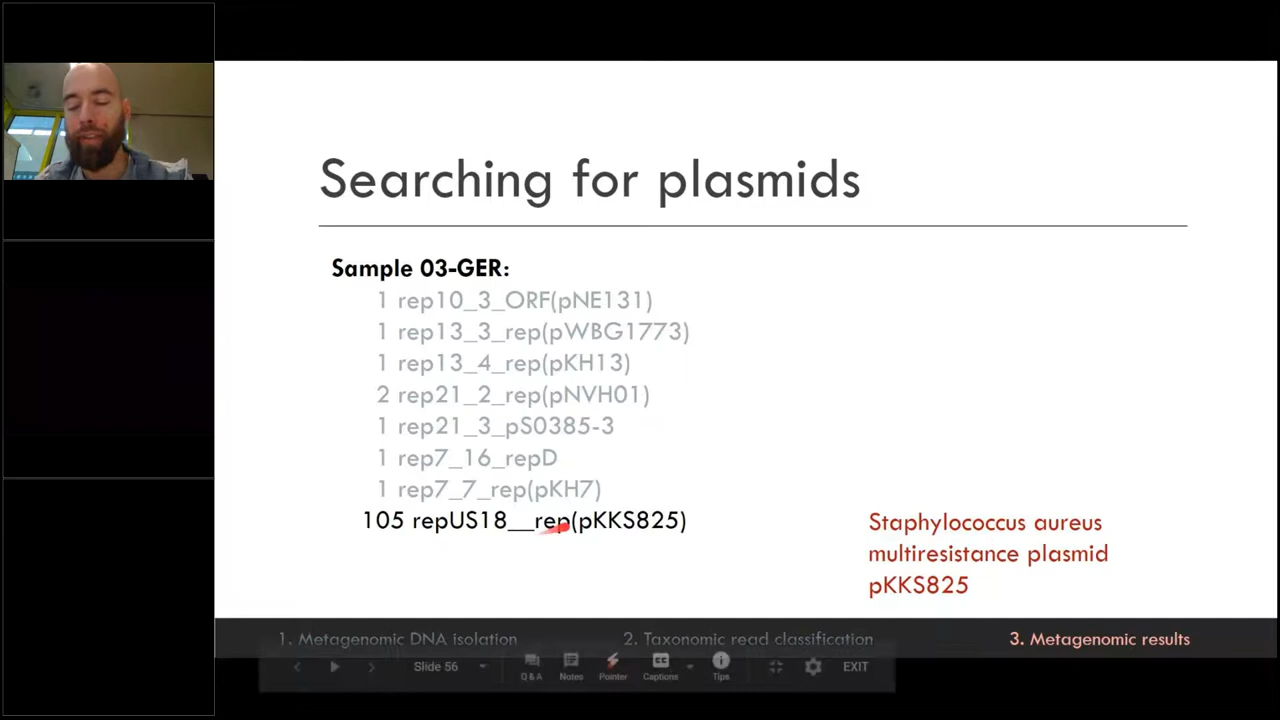 Searching for plasmids
Sample 03-GER:
1 rep10_3_ORF(pNE131)
1 rep13_3_rep(pWBG1773)
1 rep13_4_rep(pKH13)
2 rep21_2_rep(pNVH01)
1 rep21_3_pS0385-3
1 rep7_16_repD
1 rep7_7_rep(pKH7)
105 repUS18__rep(pKKS825)
Staphylococcus aureus
multiresistance plasmid
pKKS825
1. Metagenomic DNA isolation
2. Taxonomic read classification
3. Metagenomic results
Slide 56
Q & A
Notes
Pointer
CC
Captions
Tips
EXIT